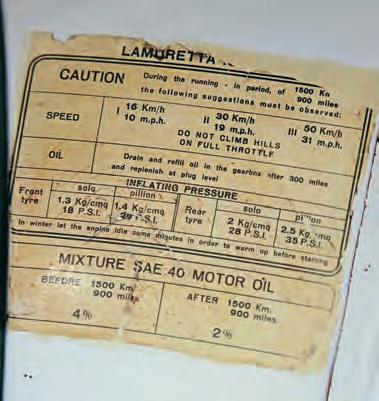 LAMBRETTA
CAUTION
During the running - in period, of 1500 Km
900 miles
the following suggestions must be observed:
SPEED
I 16 Km/h
10 m.p.h.
II 30 Km/h
19 m.p.h.
III 50 Km/h
31 m.p.h.
DO NOT CLIMB HILLS
ON FULL THROTTLE
OIL
Drain and refill oil in the gearbox after 300 miles
and replenish at plug level
INFLATING PRESSURE
Front
tyre
solo
1.3 Kg/cmq
18 P.S.I.
pillion
1,4 Kg/cmq
P.S.I.
Rear
tyre
solo
2 Kg/cmq
28 P.S.I.
pillion
2.5 Kg/cmq
35 P.S.I.
In winter let the engine idle some minutes in order to warm up before starting
MIXTURE SAE 40 MOTOR OIL
BEFORE 1500 Km.
900 miles
4%
AFTER 1500 Km.
900 miles
2%